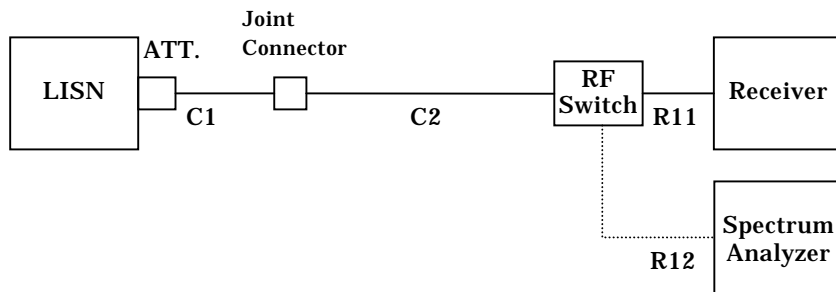 Joint
Connector
ATT.
LISN
C1
C2
RF
Switch
R11
Receiver
Spectrum
Analyzer
R12